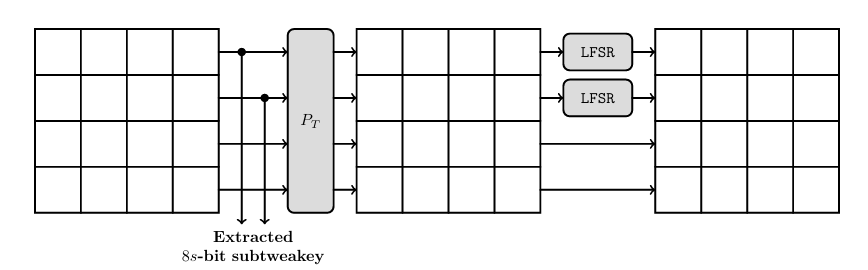 LFSR
LFSR
$P_T$
Extracted
$8s$-bit subtweakey